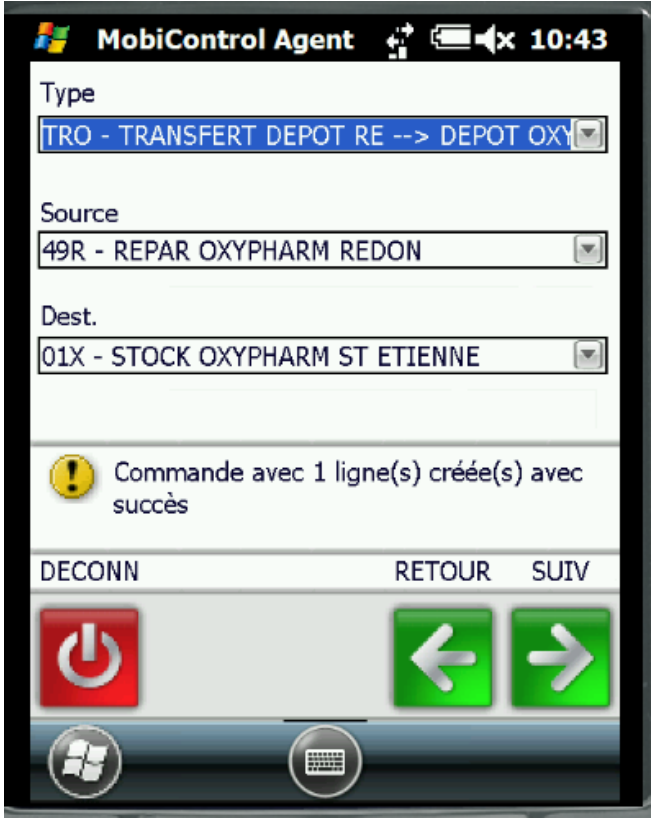 MobiControl Agent 10:43
Type
TRO - TRANSFERT DEPOT RE --> DEPOT OXY
Source
49R - REPAR OXYPHARM REDON
Dest.
01X - STOCK OXYPHARM ST ETIENNE
Commande avec 1 ligne(s) créée(s) avec
succès
DECONN RETOUR SUIV